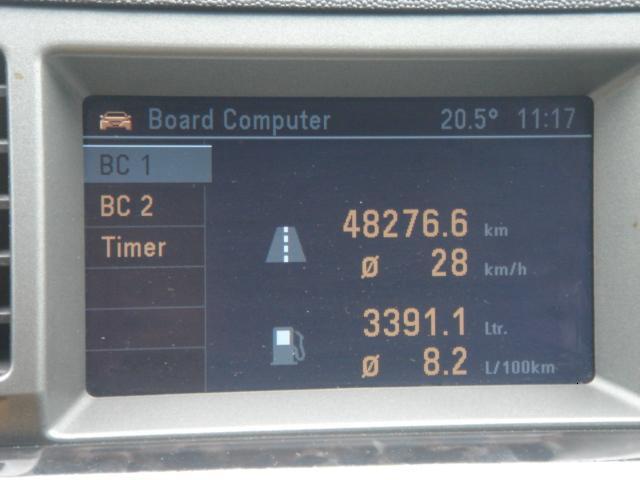 Board Computer 20.5° 11:17
BC 1
BC 2
Timer
48276.6 km
ø 28 km/h
3391.1 Ltr.
ø 8.2 L/100km